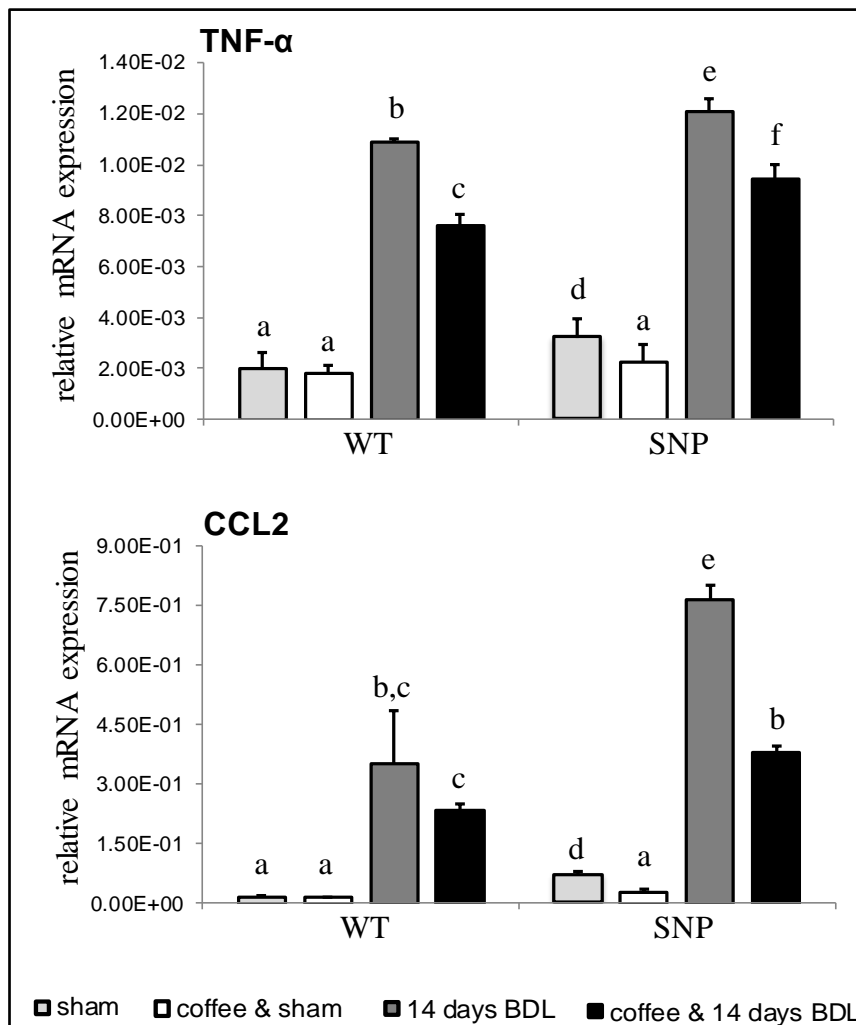 TNF-α
relative mRNA expression
1.40E-02
1.20E-02
1.00E-02
8.00E-03
6.00E-03
4.00E-03
2.00E-03
0.00E+00
a
a
b
c
d
a
e
f
WT
SNP
CCL2
relative mRNA expression
9.00E-01
7.50E-01
6.00E-01
4.50E-01
3.00E-01
1.50E-01
0.00E+00
a
a
b,c
c
d
a
e
b
WT
SNP
sham coffee & sham 14 days BDL coffee & 14 days BDL